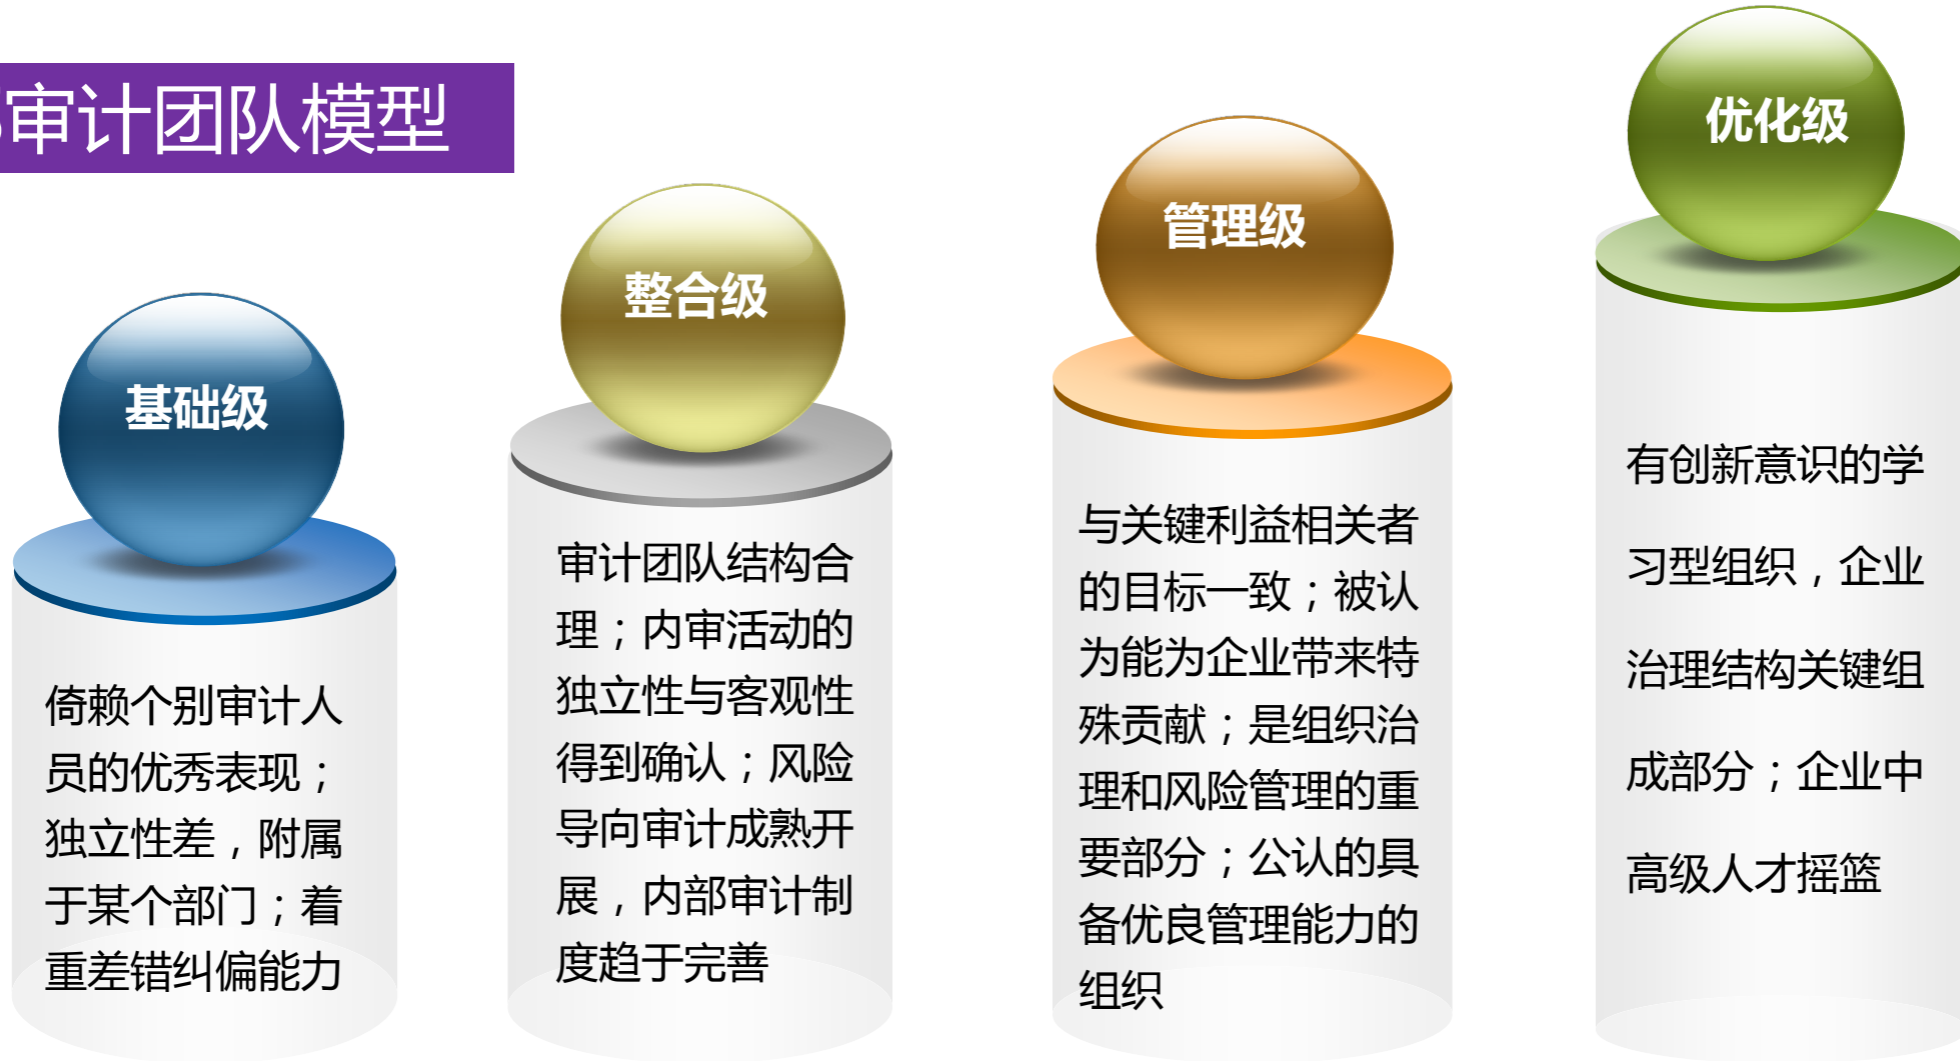 审计团队模型
基础级
倚赖个别审计人
员的优秀表现；
独立性差，附属
于某个部门；着
重差错纠偏能力
整合级
审计团队结构合
理；内审活动的
独立性与客观性
得到确认；风险
导向审计成熟开
展，内部审计制
度趋于完善
管理级
与关键利益相关者
的目标一致；被认
为能为企业带来特
殊贡献；是组织治
理和风险管理的重
要部分；公认的具
备优良管理能力的
组织
优化级
有创新意识的学
习型组织，企业
治理结构关键组
成部分；企业中
高级人才摇篮